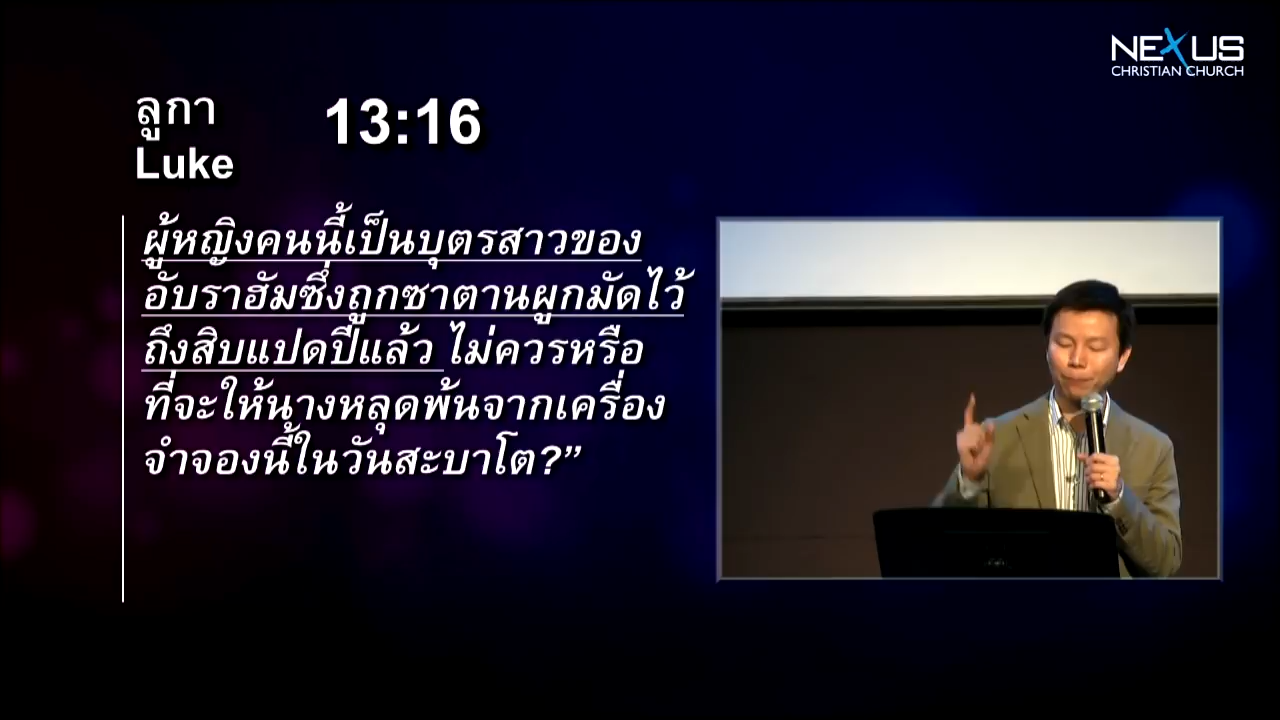 NEXUS
CHRISTIAN CHURCH
ลูกา
Luke
13:16
ผู้หญิงคนนี้เป็นบุตรสาวของ
อับราฮัมซึ่งถูกซาตานผูกมัดไว้
ถึงสิบแปดปีแล้ว ไม่ควรหรือ
ที่จะให้นางหลุดพ้นจากเครื่อง
จำจองนี้ในวันสะบาโต?”